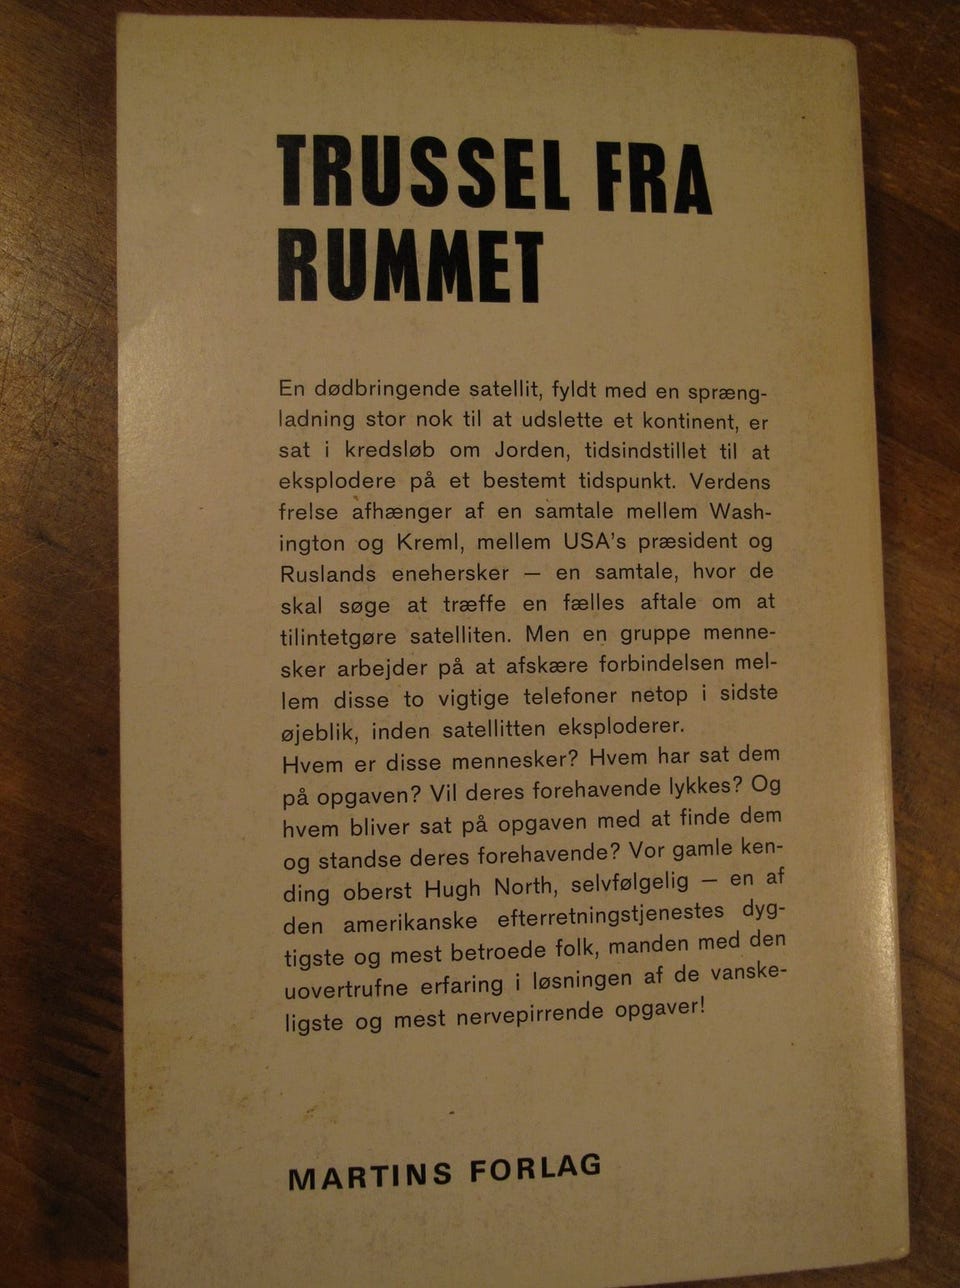 TRUSSEL FRA
RUMMET
En dødbringende satellit, fyldt med en spræng-
ladning stor nok til at udslette et kontinent, er
sat i kredsløb om Jorden, tidsindstillet til at
eksplodere på et bestemt tidspunkt. Verdens
frelse afhænger af en samtale mellem Wash-
ington og Kreml, mellem USA's præsident og
Ruslands enehersker — en samtale, hvor de
skal søge at træffe en fælles aftale om at
tilintetgøre satelliten. Men en gruppe menne-
sker arbejder på at afskære forbindelsen mel-
lem disse to vigtige telefoner netop i sidste
øjeblik, inden satellitten eksploderer.
Hvem er disse mennesker? Hvem har sat dem
på opgaven? Vil deres forehavende lykkes? Og
hvem bliver sat på opgaven med at finde dem
og standse deres forehavende? Vor gamle ken-
ding oberst Hugh North, selvfølgelig — en af
den amerikanske efterretningstjenestes dyg-
tigste og mest betroede folk, manden med den
uovertrufne erfaring i løsningen af de vanske-
ligste og mest nervepirrende opgaver!
MARTINS FORLAG